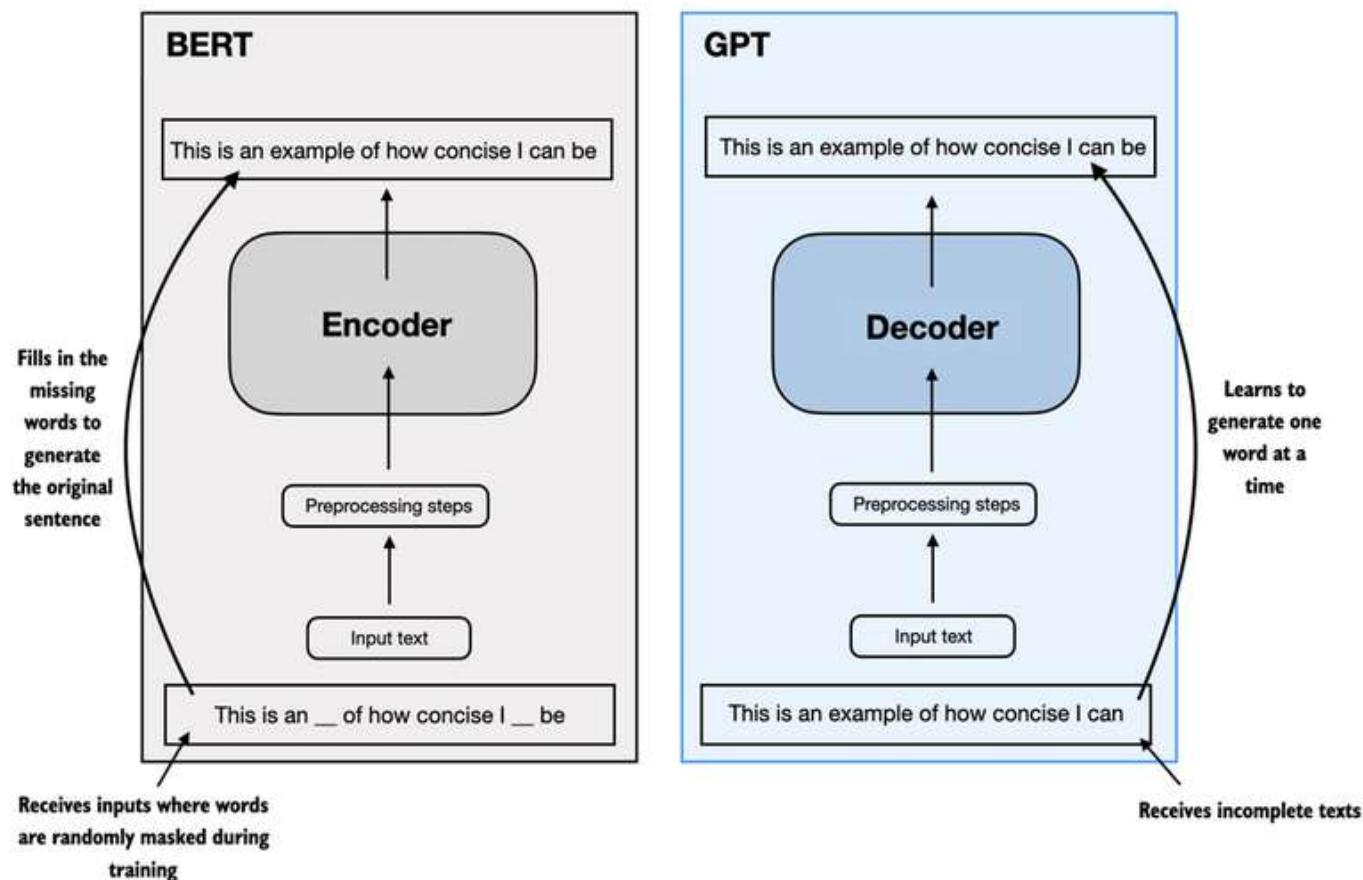 BERT
This is an example of how concise I can be
Encoder
Preprocessing steps
Input text
This is an __ of how concise I __ be
Fills in the
missing
words to
generate
the original
sentence
Receives inputs where words
are randomly masked during
training
GPT
This is an example of how concise I can be
Decoder
Preprocessing steps
Input text
This is an example of how concise I can
Learns to
generate one
word at a
time
Receives incomplete texts